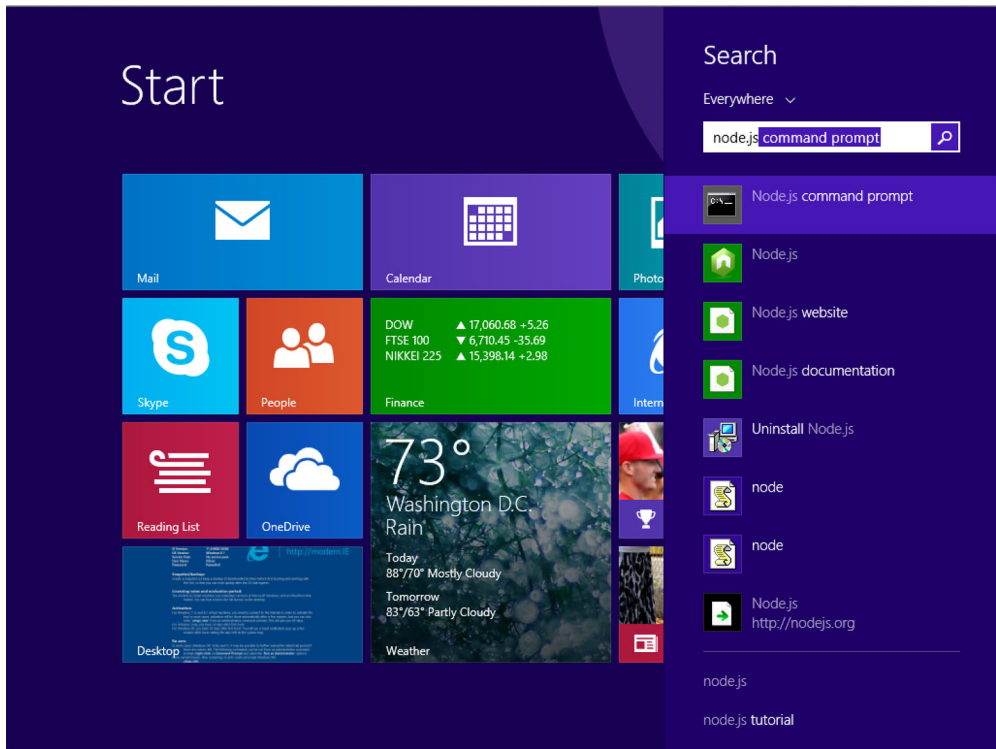 Start
Mail
Calendar
Photo
Skype
People
DOW ▲ 17,060.68 +5.26
FTSE 100 ▼ 6,710.45 -35.69
NIKKEI 225 ▲ 15,398.14 +2.98
Finance
Intern
Reading List
OneDrive
73°
Washington D.C.
Rain
Today
88°/70° Mostly Cloudy
Tomorrow
83°/63° Partly Cloudy
Weather
http://modern.IE
Desktop
Search
Everywhere
node.js command prompt
C:\_
Node.js command prompt
Node.js
Node.js website
Node.js documentation
Uninstall Node.js
node
node
Node.js
http://nodejs.org
node.js
node.js tutorial